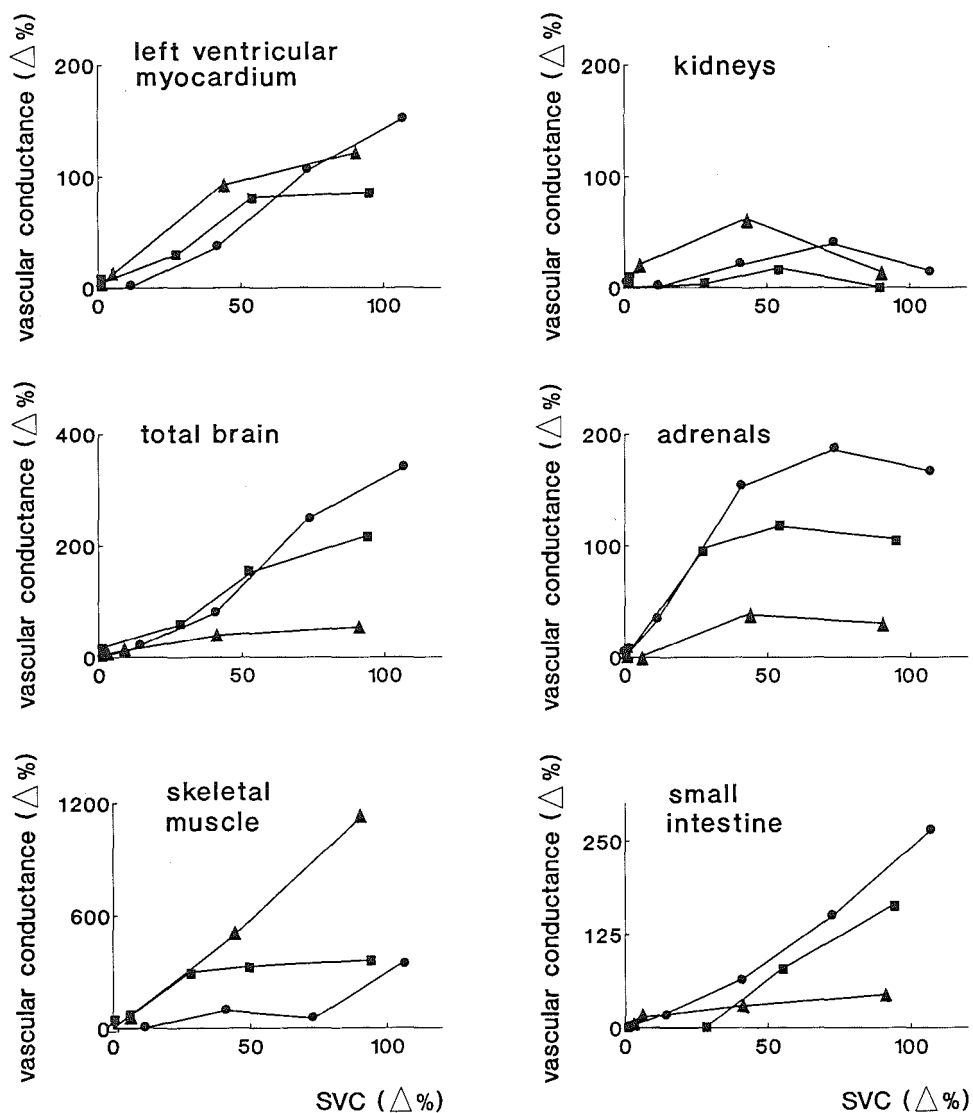 left ventricular
myocardium
vascular conductance (△%)
200
100
0
0
50
100
kidneys
vascular conductance (△%)
200
100
0
0
50
100
total brain
vascular conductance (△%)
400
200
0
0
50
100
adrenals
vascular conductance (△%)
200
100
0
0
50
100
skeletal
muscle
vascular conductance (△%)
1200
600
0
0
50
100
SVC (△%)
small
intestine
vascular conductance (△%)
250
125
0
0
50
100
SVC (△%)